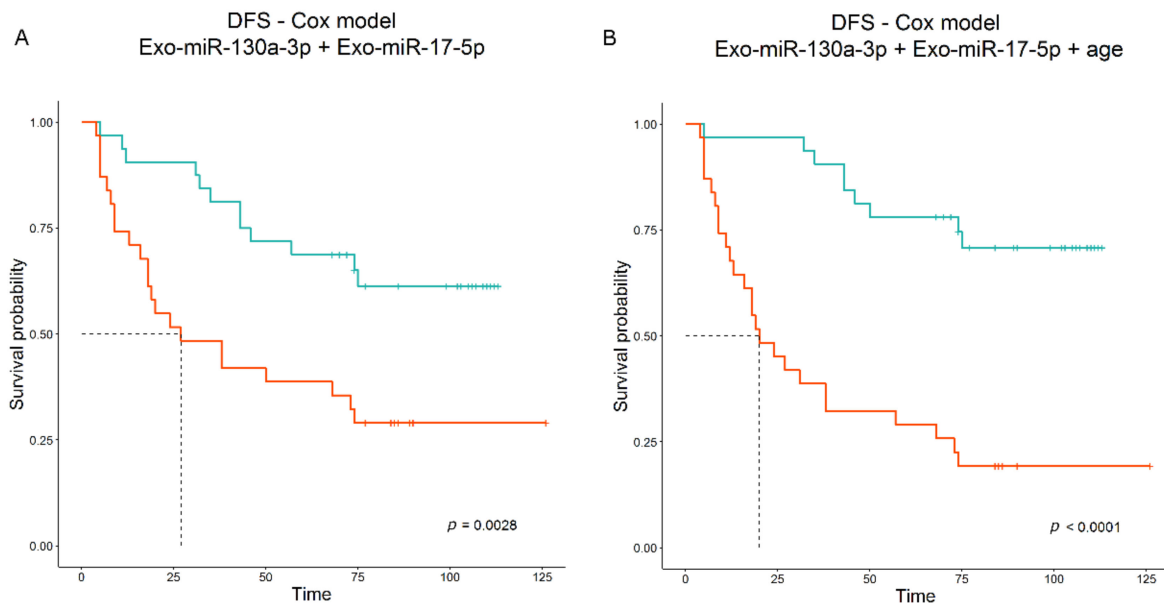 A
DFS - Cox model
Exo-miR-130a-3p + Exo-miR-17-5p
Survival probability
1.00
0.75
0.50
0.25
0.00
p = 0.0028
0
25
50
75
100
125
Time
B
DFS - Cox model
Exo-miR-130a-3p + Exo-miR-17-5p + age
Survival probability
1.00
0.75
0.50
0.25
0.00
p < 0.0001
0
25
50
75
100
125
Time